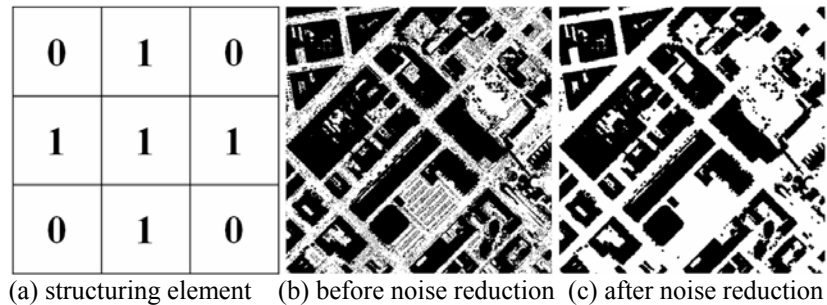 0 1 0
1 1 1
0 1 0
(a) structuring element (b) before noise reduction (c) after noise reduction